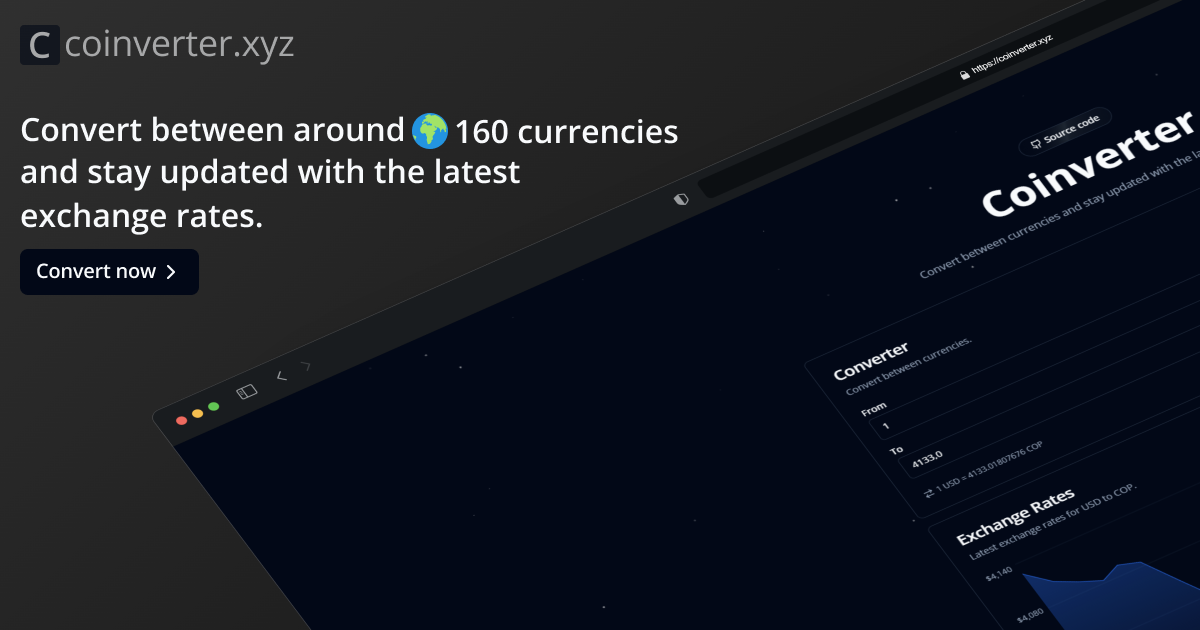 C coinverter.xyz
Convert between around 🌍 160 currencies
and stay updated with the latest
exchange rates.
Convert now
https://coinverter.xyz
Source code
Coinverter
Convert between currencies and stay updated with the
Converter
Convert between currencies.
From
1
To
4133.0
1 USD = 4133.01807676 COP
Exchange Rates
Latest exchange rates for USD to COP.
$4,140
$4,080